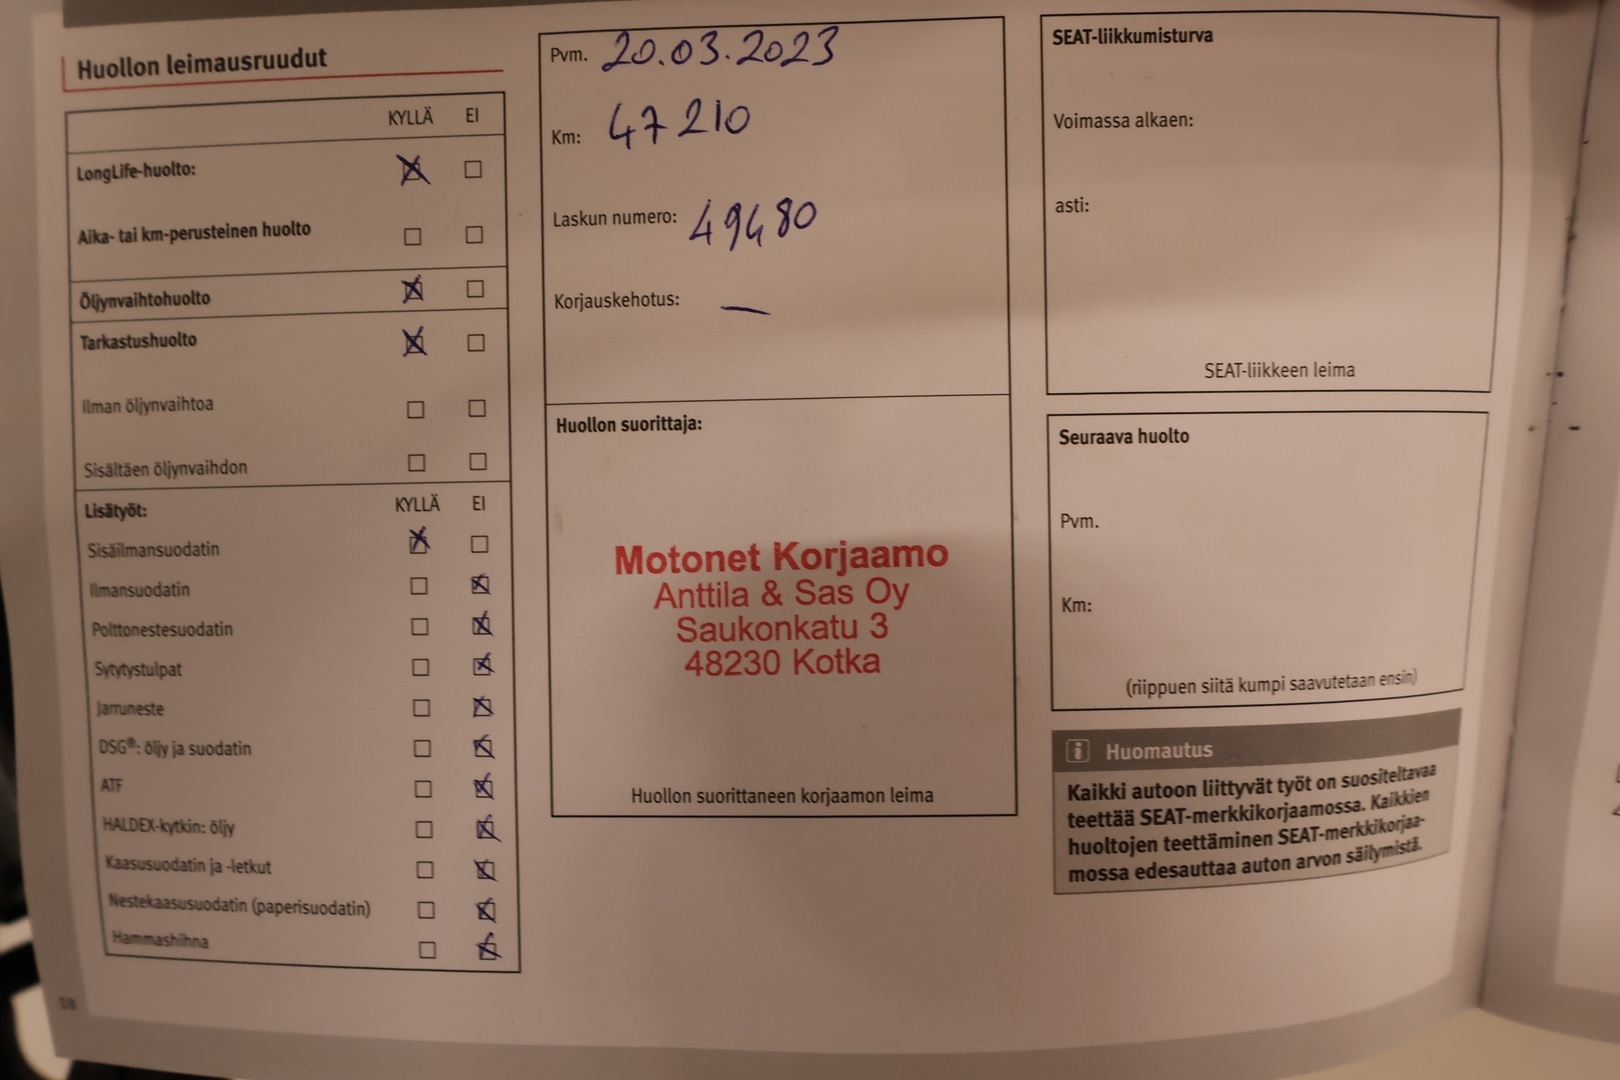 Huollon leimausruudut
KYLLÄ EI
LongLife-huolto: ☒ ☐
Aika- tai km-perusteinen huolto ☐ ☐
Öljynvaihtohuolto ☒ ☐
Tarkastushuolto ☒ ☐
Ilman öljynvaihtoa ☐ ☐
Sisältäen öljynvaihdon ☐ ☐
Lisätyöt: KYLLÄ EI
Sisäilmansuodatin ☒ ☐
Ilmansuodatin ☐ ☒
Polttonestesuodatin ☐ ☒
Sytytystulpat ☐ ☒
Jarruneste ☐ ☒
DSG®: öljy ja suodatin ☐ ☒
ATF ☐ ☒
HALDEX-kytkin: öljy ☐ ☒
Kaasusuodatin ja -letkut ☐ ☒
Nestekaasusuodatin (paperisuodatin) ☐ ☒
Hammashihna ☐ ☒
Pvm. 20.03.2023
Km: 47210
Laskun numero: 49480
Korjauskehotus: —
Huollon suorittaja:
Motonet Korjaamo
Anttila & Sas Oy
Saukonkatu 3
48230 Kotka
Huollon suorittaneen korjaamon leima
SEAT-liikkumisturva
Voimassa alkaen:
asti:
SEAT-liikkeen leima
Seuraava huolto
Pvm.
Km:
(riippuen siitä kumpi saavutetaan ensin)
Huomautus
Kaikki autoon liittyvät työt on suositeltavaa
teettää SEAT-merkkikorjaamossa. Kaikkien
huoltojen teettäminen SEAT-merkkikorjaa-
mossa edesauttaa auton arvon säilymistä.